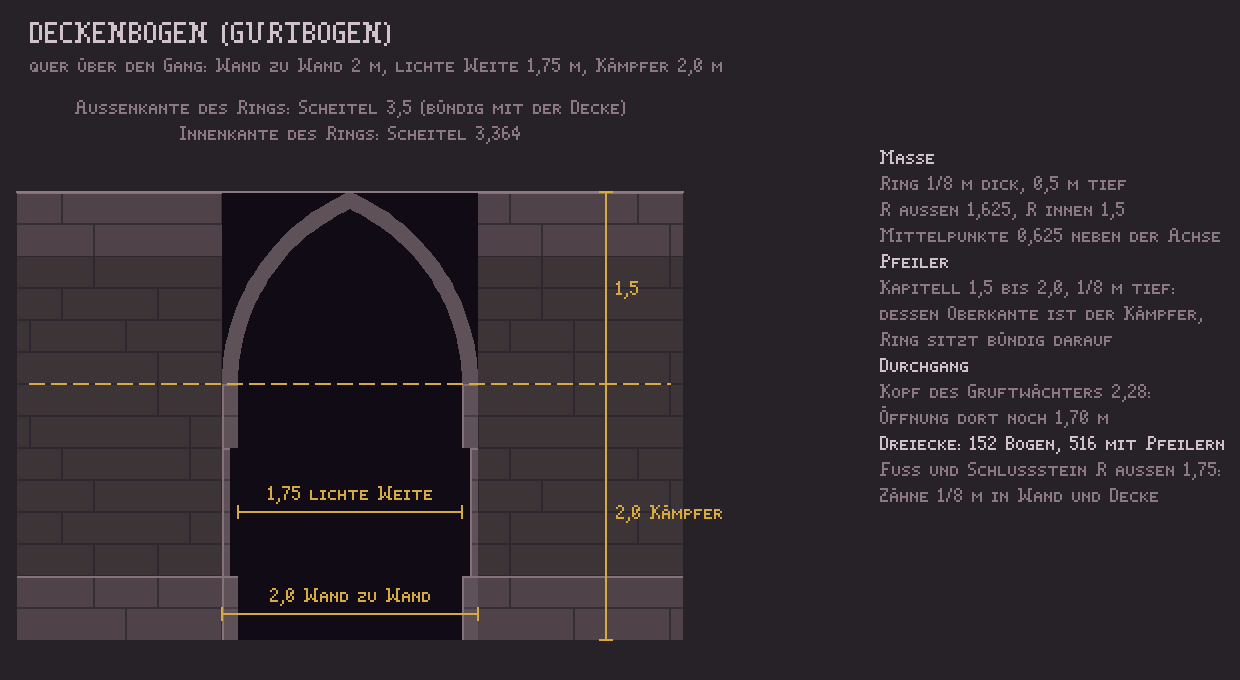 DECKENBOGEN (GURTBOGEN)
QUER ÜBER DEN GANG: WAND ZU WAND 2 M, LICHTE WEITE 1,75 M, KÄMPFER 2,0 M
AUSSENKANTE DES RINGS: SCHEITEL 3,5 (BÜNDIG MIT DER DECKE)
INNENKANTE DES RINGS: SCHEITEL 3,364
MASSE
RING 1/8 M DICK, 0,5 M TIEF
R AUSSEN 1,625, R INNEN 1,5
MITTELPUNKTE 0,625 NEBEN DER ACHSE
PFEILER
KAPITELL 1,5 BIS 2,0, 1/8 M TIEF:
DESSEN OBERKANTE IST DER KÄMPFER,
RING SITZT BÜNDIG DARAUF
DURCHGANG
KOPF DES GRUFTWÄCHTERS 2,28:
ÖFFNUNG DORT NOCH 1,70 M
DREIECKE: 152 BOGEN, 516 MIT PFEILERN
FUSS UND SCHLUSSSTEIN R AUSSEN 1,75:
ZÄHNE 1/8 M IN WAND UND DECKE
1,5
1,75 LICHTE WEITE
2,0 KÄMPFER
2,0 WAND ZU WAND